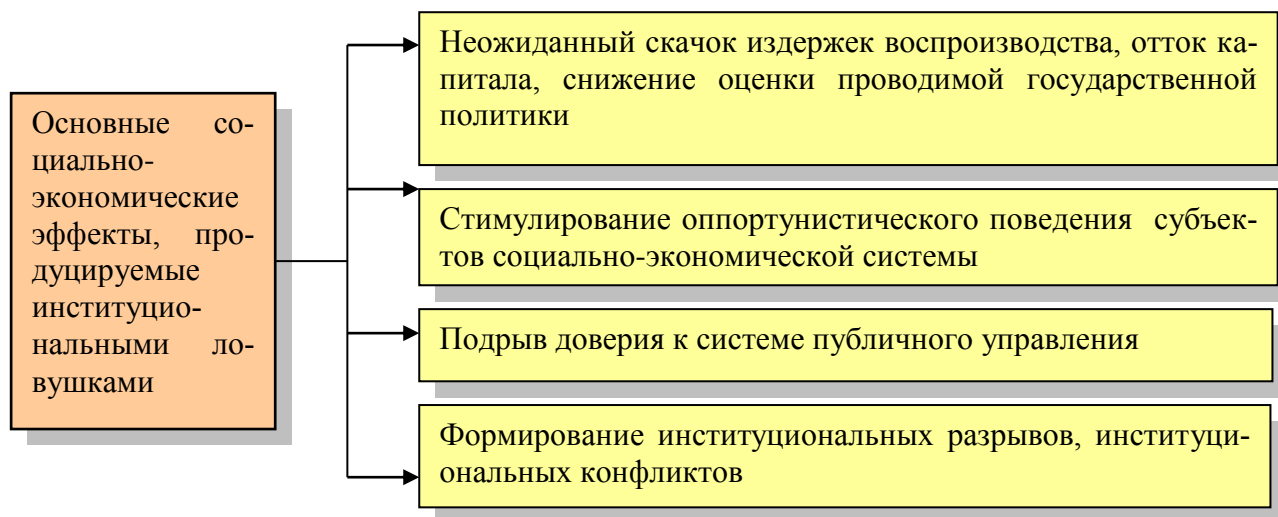 Основные со-
циально-
экономические
эффекты, про-
дуцируемые
институцио-
нальными ло-
вушками
Неожиданный скачок издержек воспроизводства, отток ка-
питала, снижение оценки проводимой государственной
политики
Стимулирование оппортунистического поведения субъек-
тов социально-экономической системы
Подрыв доверия к системе публичного управления
Формирование институциональных разрывов, институци-
ональных конфликтов